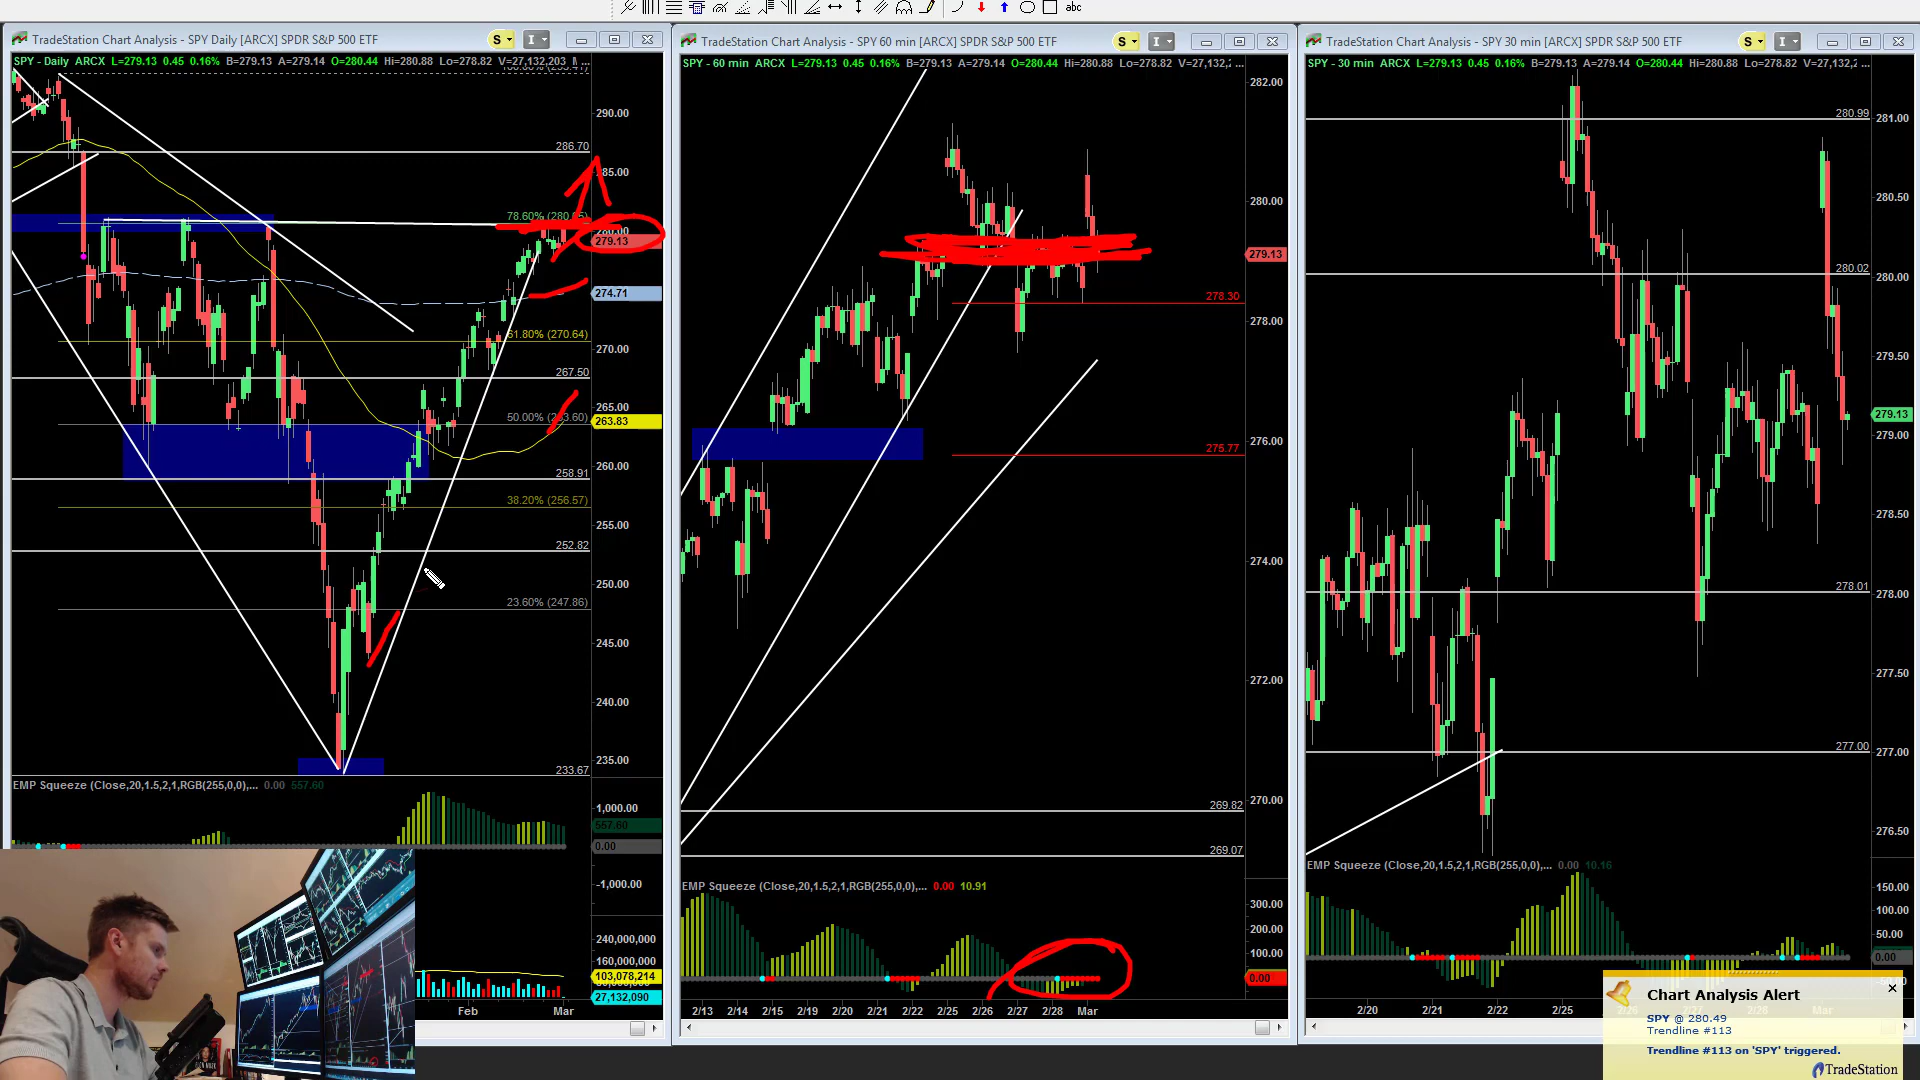 abc
TradeStation Chart Analysis - SPY Daily [ARCX] SPDR S&P 500 ETF
S
I
SPY - Daily ARCX L=279.13 0.45 0.16% B=279.13 A=279.14 O=280.44 Hi=280.88 Lo=278.82 V=27,132,203
290.00
286.70
285.00
78.60%
279.13
274.71
61.80% (270.64)
270.00
267.50
265.00
50.00%
263.83
260.00
258.91
38.20% (256.57)
255.00
252.82
250.00
23.60% (247.86)
245.00
240.00
235.00
233.67
EMP Squeeze (Close,20,1.5,2,1,RGB(255,0,0),... 0.00 557.60
1,000.00
557.60
0.00
-1,000.00
240,000,000
160,000,000
103,078,214
27,132,090
Feb
Mar
TradeStation Chart Analysis - SPY 60 min [ARCX] SPDR S&P 500 ETF
S
I
SPY - 60 min ARCX L=279.13 0.45 0.16% B=279.13 A=279.14 O=280.44 Hi=280.88 Lo=278.82 V=27,132,2...
282.00
280.00
279.13
278.30
278.00
276.00
275.77
274.00
272.00
270.00
269.82
269.07
EMP Squeeze (Close,20,1.5,2,1,RGB(255,0,0),... 0.00 10.91
300.00
200.00
100.00
0.00
2/13 2/14 2/15 2/19 2/20 2/21 2/22 2/25 2/26 2/27 2/28 Mar
TradeStation Chart Analysis - SPY 30 min [ARCX] SPDR S&P 500 ETF
S
I
SPY - 30 min ARCX L=279.13 0.45 0.16% B=279.13 A=279.14 O=280.44 Hi=280.88 Lo=278.82 V=27,132,2...
280.99
281.00
280.50
280.02
280.00
279.50
279.13
279.00
278.50
278.01
278.00
277.50
277.00
277.00
276.50
EMP Squeeze (Close,20,1.5,2,1,RGB(255,0,0),... 0.00 10.16
150.00
100.00
50.00
0.00
2/20 2/21 2/22 2/25
Chart Analysis Alert
SPY @ 280.49
Trendline #113
Trendline #113 on 'SPY' triggered.
TradeStation